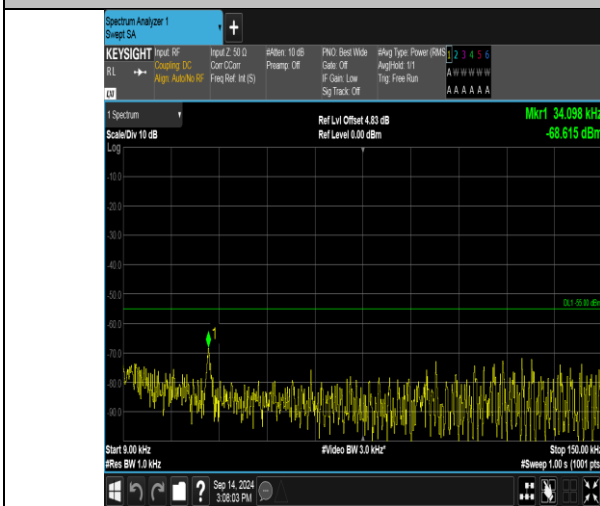 Spectrum Analyzer 1
Swept SA
+
KEYSIGHT
RL
Input: RF
Coupling: DC
Align: Auto/No RF
Input Z: 50 Ω
Corr CCorr
Freq Ref: Int (S)
#Atten: 10 dB
Preamp: Off
PNO: Best Wide
Gate: Off
IF Gain: Low
Sig Track: Off
#Avg Type: Power (RMS
Avg|Hold: 1/1
Trig: Free Run
1 2 3 4 5 6
A W W W W W
A A A A A A
1 Spectrum
Scale/Div 10 dB
Ref Lvl Offset 4.83 dB
Ref Level 0.00 dBm
Mkr1 34.098 kHz
-68.615 dBm
Log
-10.0
-20.0
-30.0
-40.0
-50.0
DL1 -55.00 dBm
-60.0
1
-70.0
-80.0
-90.0
Start 9.00 kHz
#Res BW 1.0 kHz
#Video BW 3.0 kHz*
Stop 150.00 kHz
#Sweep 1.00 s (1001 pts
?
Sep 14, 2024
3:08:03 PM